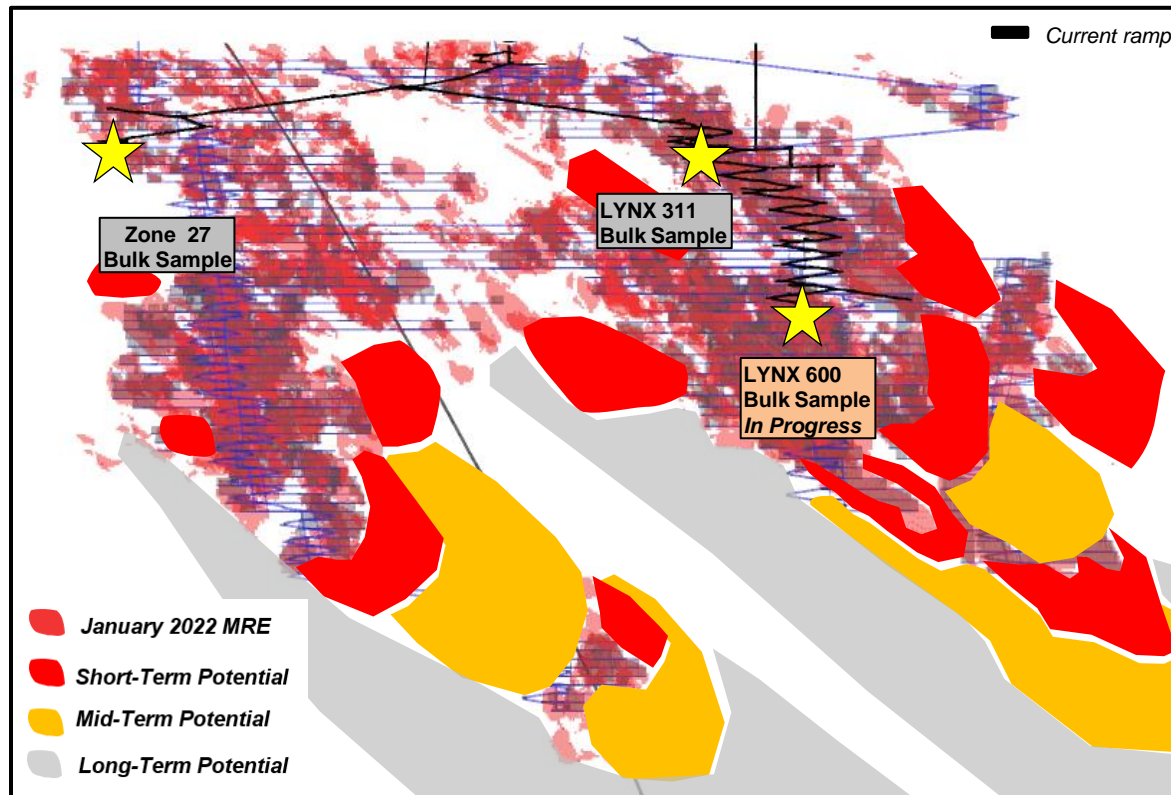 Current ramp
Zone 27
Bulk Sample
LYNX 311
Bulk Sample
LYNX 600
Bulk Sample
In Progress
January 2022 MRE
Short-Term Potential
Mid-Term Potential
Long-Term Potential